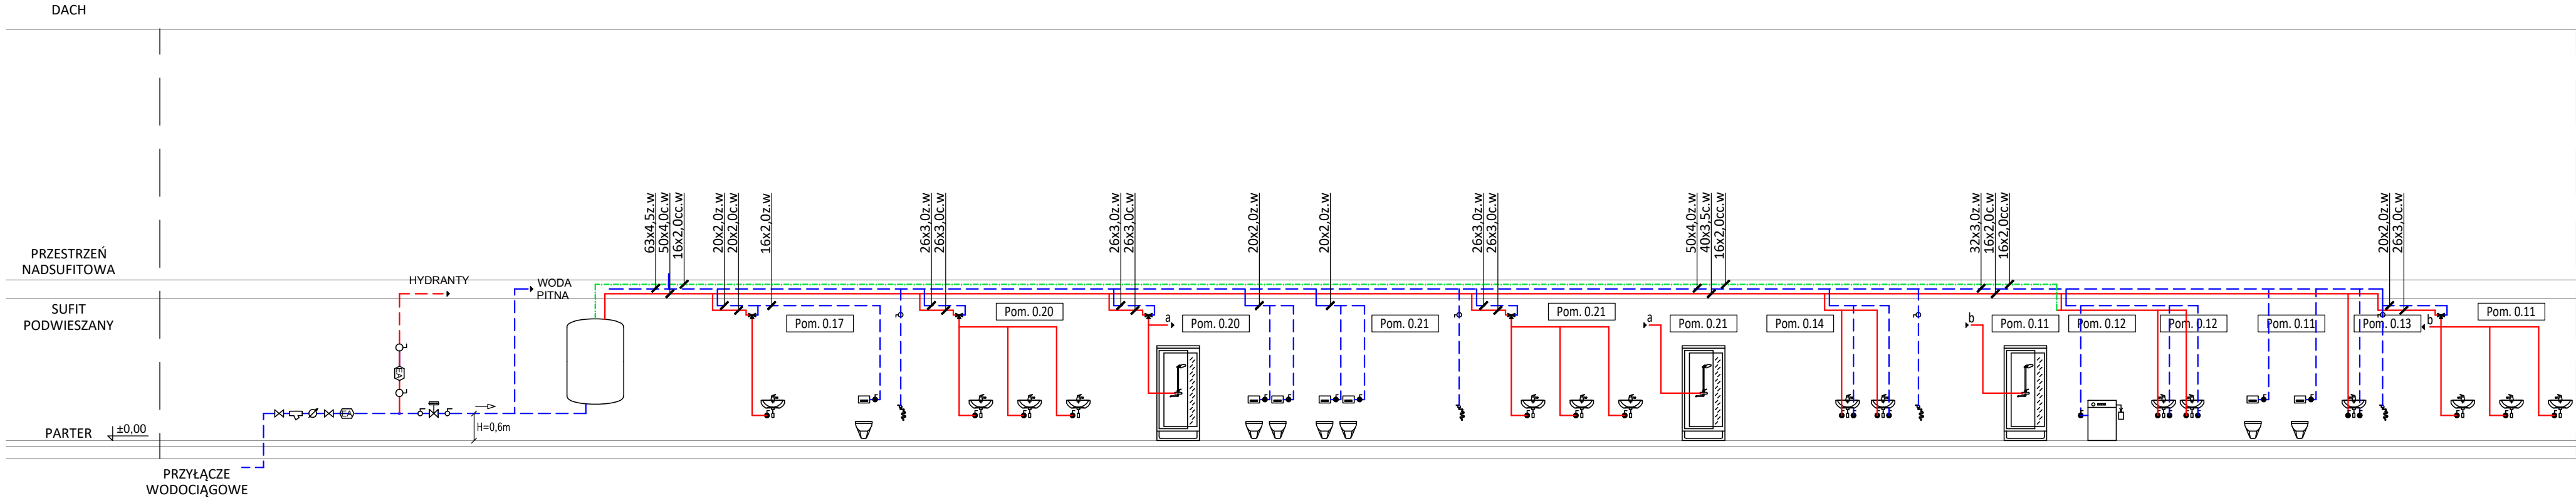 DACH
63x4,5z.w
50x4,0c.w
16x2,0cc.w
20x2,0z.w
20x2,0c.w
16x2,0z.w
26x3,0z.w
26x3,0c.w
26x3,0z.w
26x3,0c.w
20x2,0z.w
20x2,0z.w
26x3,0z.w
26x3,0c.w
50x4,0z.w
40x3,5c.w
16x2,0cc.w
32x3,0z.w
16x2,0c.w
16x2,0cc.w
20x2,0z.w
26x3,0c.w
PRZESTRZEŃ
NADSUFITOWA
HYDRANTY
WODA
PITNA
SUFIT
PODWIESZANY
Pom. 0.17
Pom. 0.20
a
Pom. 0.20
Pom. 0.21
Pom. 0.21
a
Pom. 0.21
Pom. 0.14
b
Pom. 0.11
Pom. 0.12
Pom. 0.12
Pom. 0.11
Pom. 0.13
b
Pom. 0.11
EA
EA
PARTER
±0,00
H=0,6m
PRZYŁĄCZE
WODOCIĄGOWE